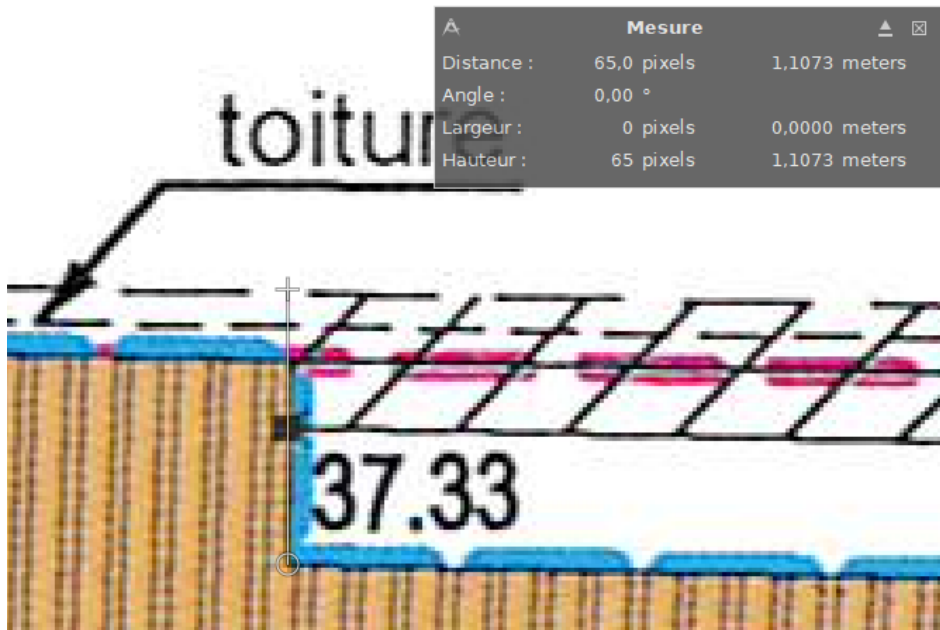 Mesure
Distance : 65,0 pixels 1,1073 meters
Angle : 0,00 °
Largeur : 0 pixels 0,0000 meters
Hauteur : 65 pixels 1,1073 meters
toiture
37.33